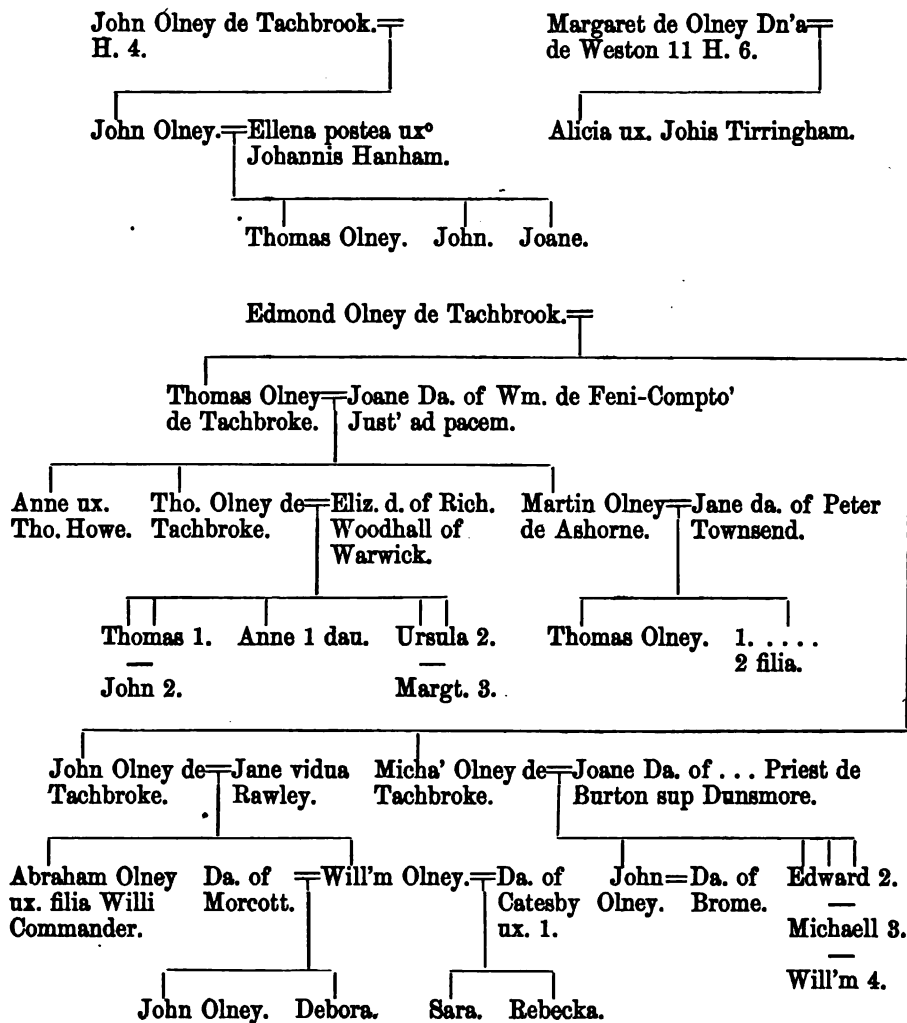 John Olney de Tachbrook.
H. 4.
Margaret de Olney Dn'a
de Weston 11 H. 6.
John Olney.
Ellena postea uxº
Johannis Hanham.
Alicia ux. Johis Tirringham.
Thomas Olney. John. Joane.
Edmond Olney de Tachbrook.
Thomas Olney
de Tachbroke.
Joane Da. of Wm. de Feni-Compto'
Just' ad pacem.
Anne ux.
Tho. Howe.
Tho. Olney de
Tachbroke.
Eliz. d. of Rich.
Woodhall of
Warwick.
Martin Olney
de Ashorne.
Jane da. of Peter
Townsend.
Thomas 1.
John 2.
Anne 1 dau.
Ursula 2.
Margt. 3.
Thomas Olney.
1. . . . .
2 filia.
John Olney de
Tachbroke.
Jane vidua
Rawley.
Micha' Olney de
Tachbroke.
Joane Da. of . . . Priest de
Burton sup Dunsmore.
Abraham Olney
ux. filia Willi
Commander.
Da. of
Morcott.
Will'm Olney.
Da. of
Catesby
ux. 1.
John
Olney.
Da. of
Brome.
Edward 2.
Michaell 3.
Will'm 4.
John Olney. Debora.
Sara. Rebecka.